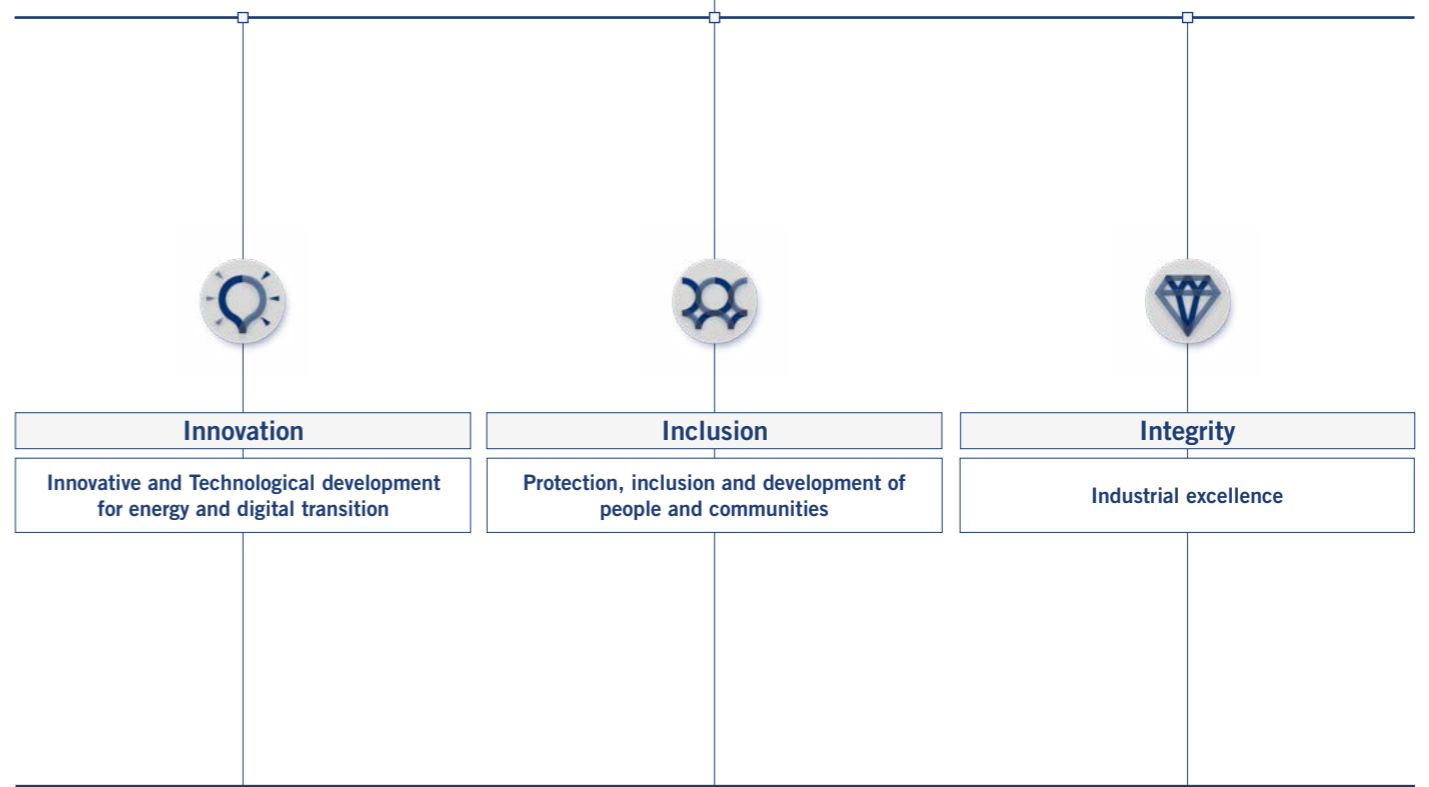 Innovation
Innovative and Technological development
for energy and digital transition
Inclusion
Protection, inclusion and development of
people and communities
Integrity
Industrial excellence